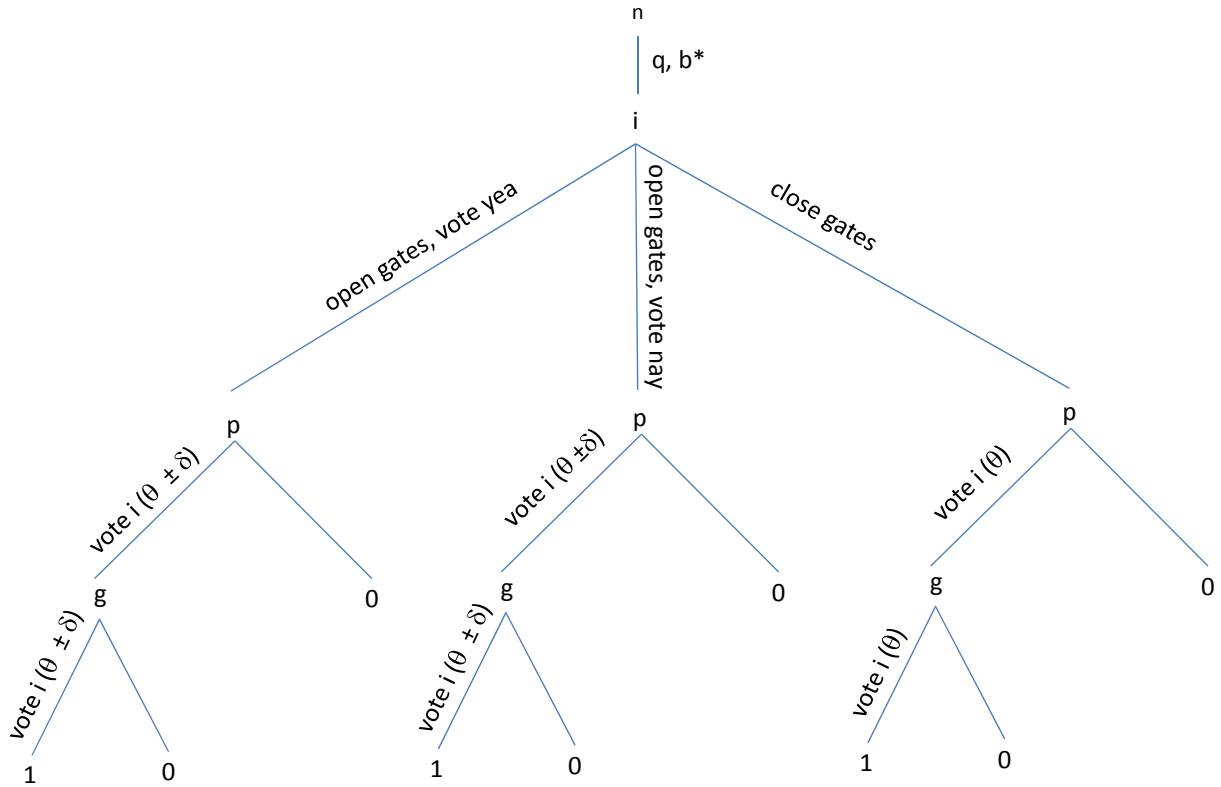 n
q, b*
i
open gates, vote yea
open gates, vote nay
close gates
p
p
p
vote i (θ ± δ)
vote i (θ ±δ)
vote i (θ)
g
0
g
0
g
0
vote i (θ ± δ)
vote i (θ ± δ)
vote i (θ)
1
0
1
0
1
0